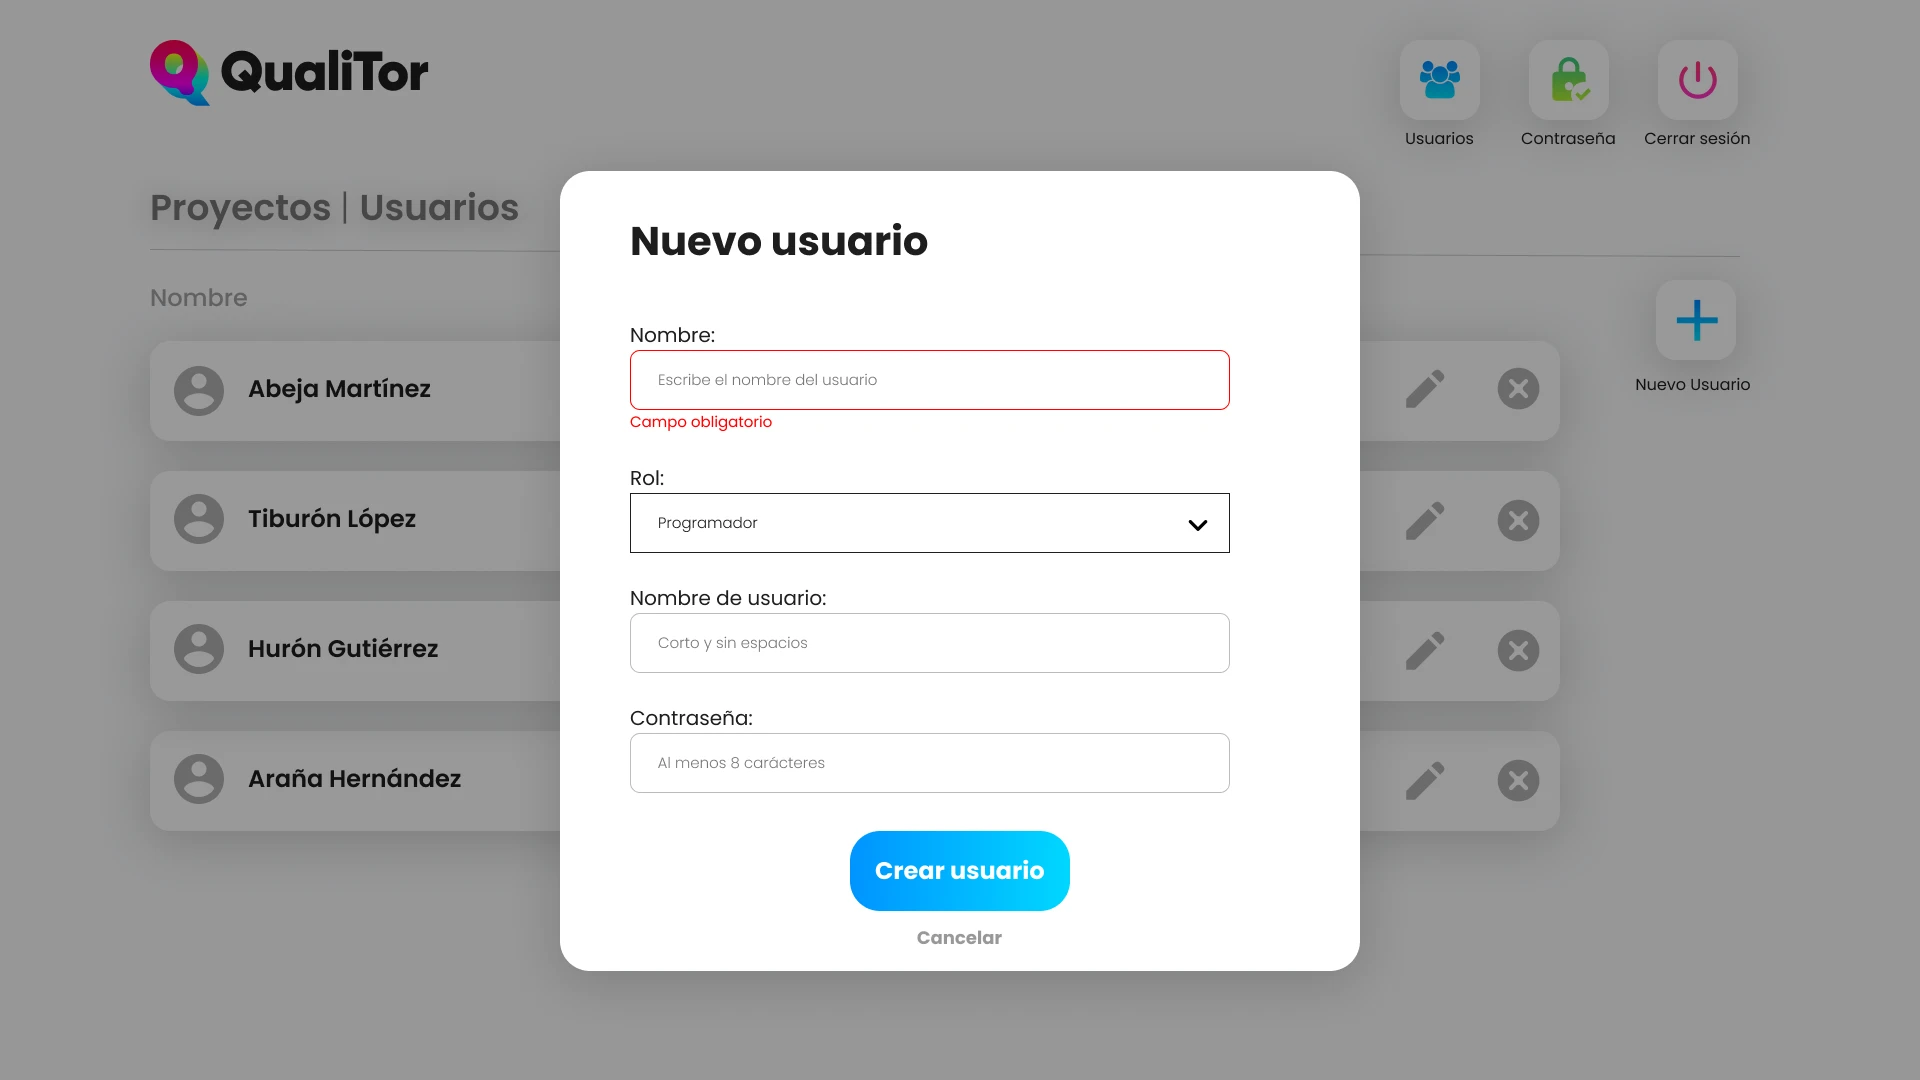 QualiTor
Usuarios
Contraseña
Cerrar sesión
Proyectos | Usuarios
Nombre
Abeja Martínez
Tiburón López
Hurón Gutiérrez
Araña Hernández
Nuevo Usuario
Nuevo usuario
Nombre:
Escribe el nombre del usuario
Campo obligatorio
Rol:
Programador
Nombre de usuario:
Corto y sin espacios
Contraseña:
Al menos 8 carácteres
Crear usuario
Cancelar